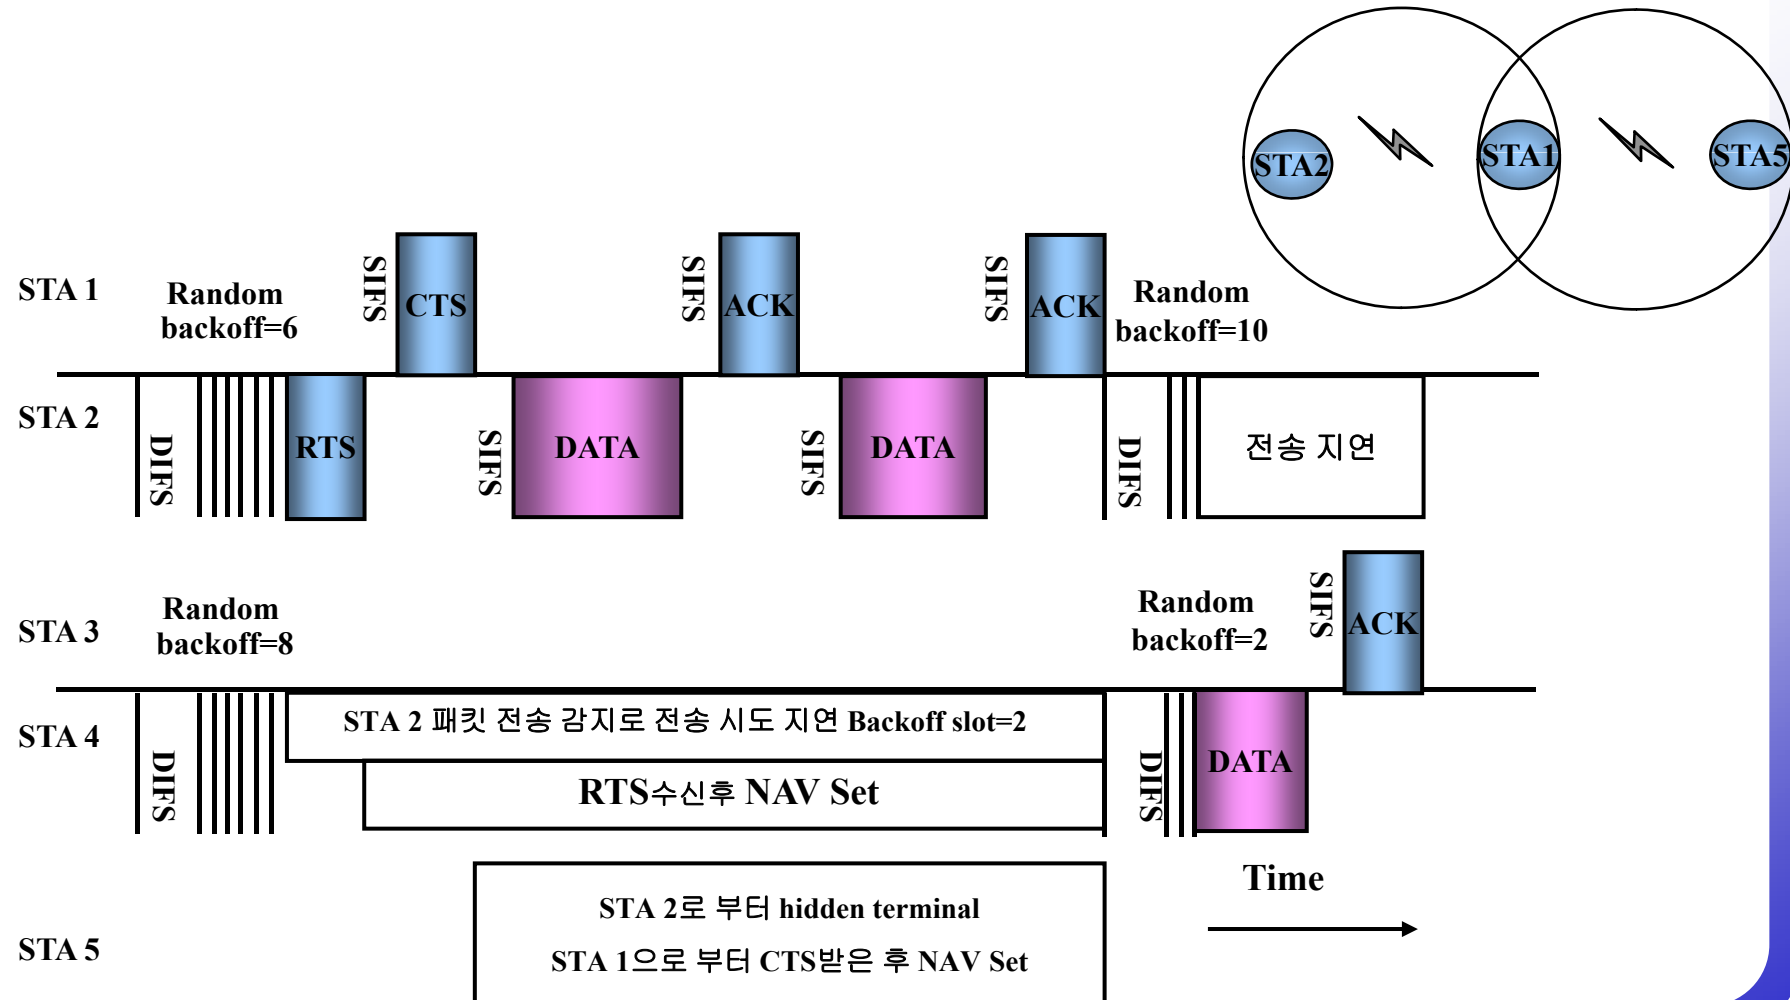 STA2
STA1
STA5
STA 1
Random
backoff=6
SIFS
CTS
SIFS
ACK
SIFS
ACK
Random
backoff=10
STA 2
DIFS
RTS
SIFS
DATA
SIFS
DATA
DIFS
전송 지연
STA 3
Random
backoff=8
Random
backoff=2
SIFS
ACK
STA 4
DIFS
STA 2 패킷 전송 감지로 전송 시도 지연 Backoff slot=2
RTS수신후 NAV Set
DIFS
DATA
Time
STA 5
STA 2로 부터 hidden terminal
STA 1으로 부터 CTS받은 후 NAV Set